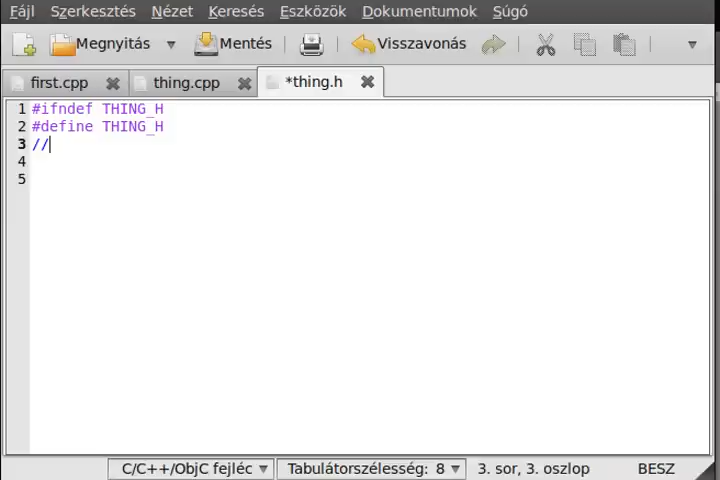 Fájl Szerkesztés Nézet Keresés Eszközök Dokumentumok Súgó
Megnyitás Mentés Visszavonás
first.cpp thing.cpp *thing.h
1 #ifndef THING_H
2 #define THING_H
3 //
4
5
C/C++/ObjC fejléc Tabulátorszélesség: 8 3. sor, 3. oszlop BESZ